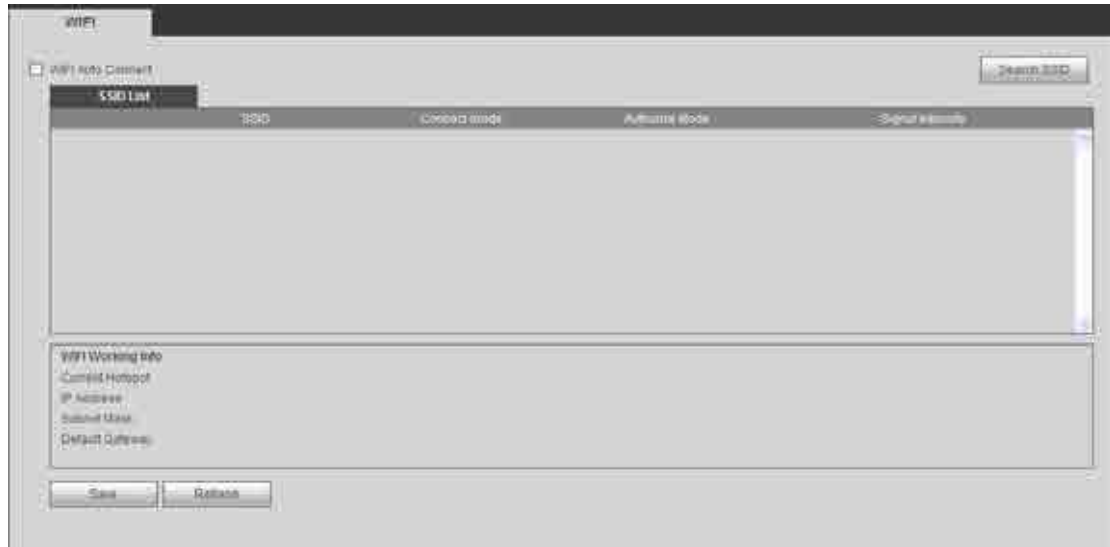 WIFI
WIFI Auto Connect
Search SSID
SSID List
SSID Connect Mode Authorize Mode Signal Intensity
WIFI Working Info
Current Hotspot
IP Address
Subnet Mask
Default Gateway
Save Refresh